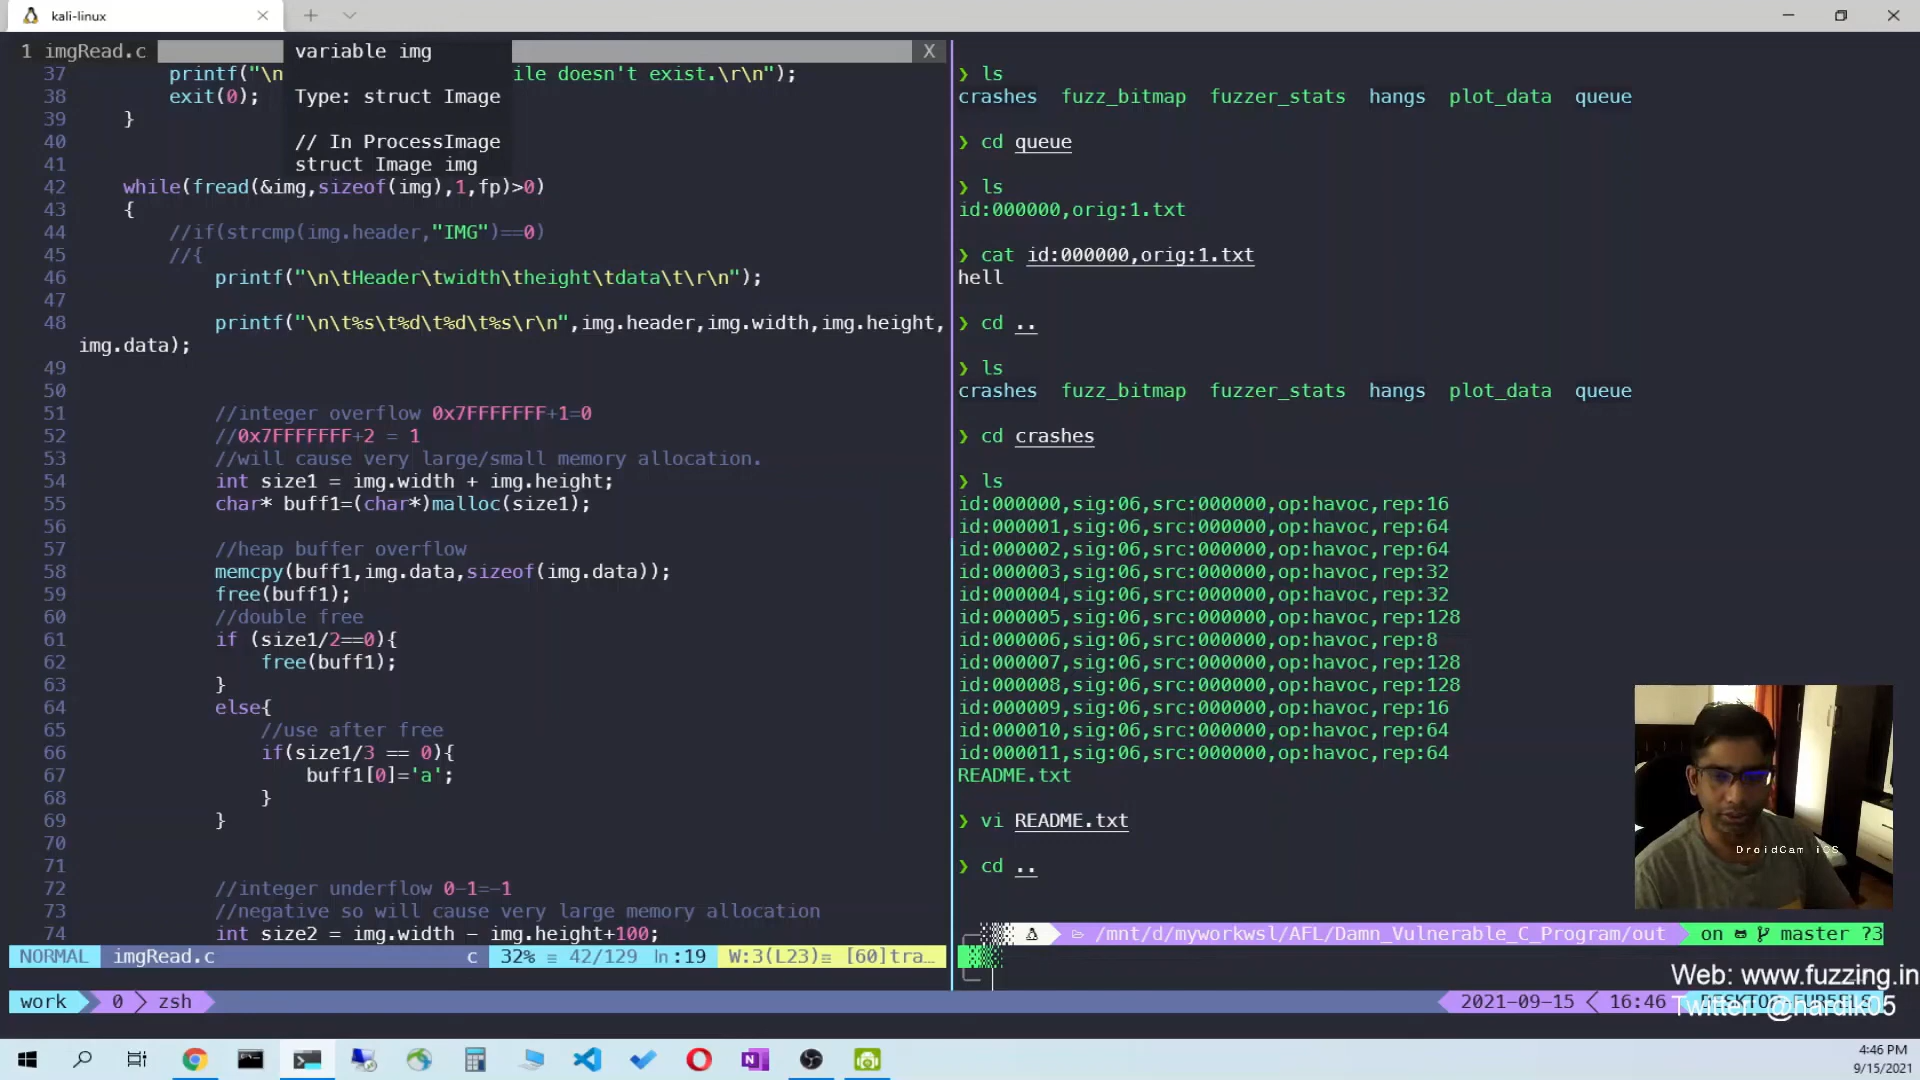 kali-linux
1 imgRead.c
X
variable img
Type: struct Image
// In ProcessImage
struct Image img
37 printf("\n ile doesn't exist.\r\n");
38 exit(0);
39 }
40
41
42 while(fread(&img,sizeof(img),1,fp)>0)
43 {
44 //if(strcmp(img.header,"IMG")==0)
45 //{
46 printf("\n\tHeader\twidth\theight\tdata\t\r\n");
47
48 printf("\n\t%s\t%d\t%d\t%s\r\n",img.header,img.width,img.height,
img.data);
49
50
51 //integer overflow 0x7FFFFFFF+1=0
52 //0x7FFFFFFF+2 = 1
53 //will cause very large/small memory allocation.
54 int size1 = img.width + img.height;
55 char* buff1=(char*)malloc(size1);
56
57 //heap buffer overflow
58 memcpy(buff1,img.data,sizeof(img.data));
59 free(buff1);
60 //double free
61 if (size1/2==0){
62 free(buff1);
63 }
64 else{
65 //use after free
66 if(size1/3 == 0){
67 buff1[0]='a';
68 }
69 }
70
71
72 //integer underflow 0-1=-1
73 //negative so will cause very large memory allocation
74 int size2 = img.width - img.height+100;
NORMAL imgRead.c c 32% ≡ 42/129 ln:19 W:3(L23)≡ [60]tra…
❯ ls
crashes fuzz_bitmap fuzzer_stats hangs plot_data queue
❯ cd queue
❯ ls
id:000000,orig:1.txt
❯ cat id:000000,orig:1.txt
hell
❯ cd ..
❯ ls
crashes fuzz_bitmap fuzzer_stats hangs plot_data queue
❯ cd crashes
❯ ls
id:000000,sig:06,src:000000,op:havoc,rep:16
id:000001,sig:06,src:000000,op:havoc,rep:64
id:000002,sig:06,src:000000,op:havoc,rep:64
id:000003,sig:06,src:000000,op:havoc,rep:32
id:000004,sig:06,src:000000,op:havoc,rep:32
id:000005,sig:06,src:000000,op:havoc,rep:128
id:000006,sig:06,src:000000,op:havoc,rep:8
id:000007,sig:06,src:000000,op:havoc,rep:128
id:000008,sig:06,src:000000,op:havoc,rep:128
id:000009,sig:06,src:000000,op:havoc,rep:16
id:000010,sig:06,src:000000,op:havoc,rep:64
id:000011,sig:06,src:000000,op:havoc,rep:64
README.txt
❯ vi README.txt
❯ cd ..
DroidCam iOS
/mnt/d/myworkwsl/AFL/Damn_Vulnerable_C_Program/out on master ?3
Web: www.fuzzing.in
Twitter: @hardik05
work 0 zsh 2021-09-15 16:46
4:46 PM
9/15/2021